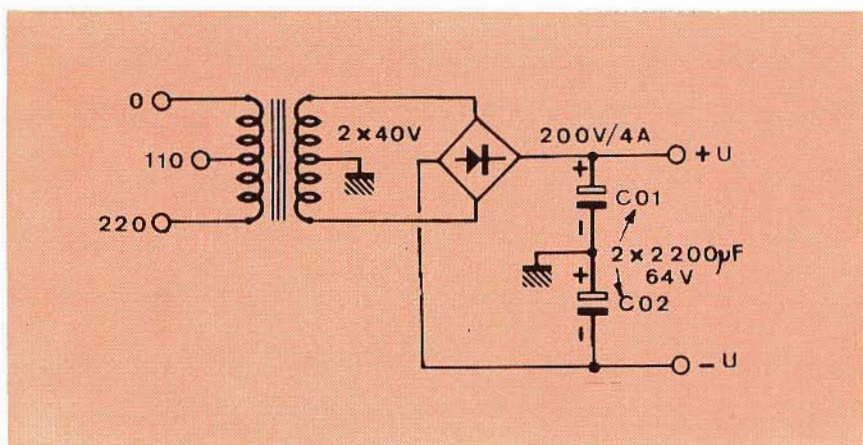 0
110
220
2×40V
200V/4A
+ U
+
C01
-
2×2 200µF
64V
+
C02
-
- U